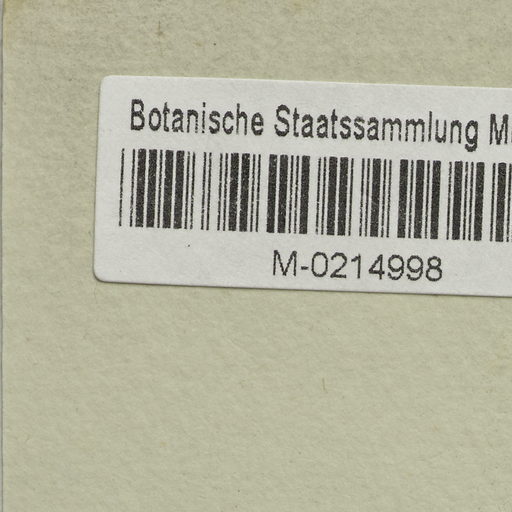 Botanische Staatssammlung M
M-0214998